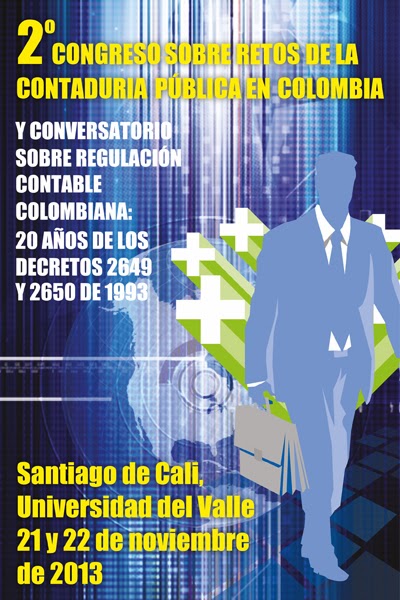 2º CONGRESO SOBRE RETOS DE LA
CONTADURIA PÚBLICA EN COLOMBIA
Y CONVERSATORIO
SOBRE REGULACIÓN
CONTABLE
COLOMBIANA:
20 AÑOS DE LOS
DECRETOS 2649
Y 2650 DE 1993
Santiago de Cali,
Universidad del Valle
21 y 22 de noviembre
de 2013